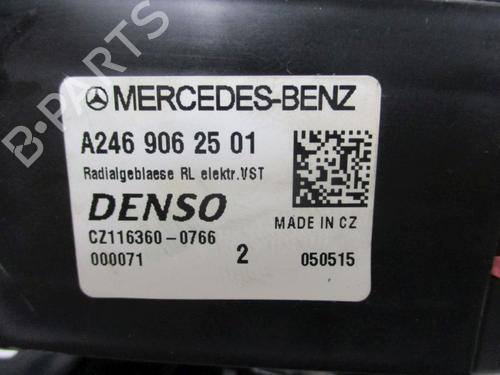 B-PARTS
MERCEDES-BENZ
A246 906 25 01
Radialgeblaese RL elektr.VST
DENSO
MADE IN CZ
CZ116360-0766
000071 2 050515